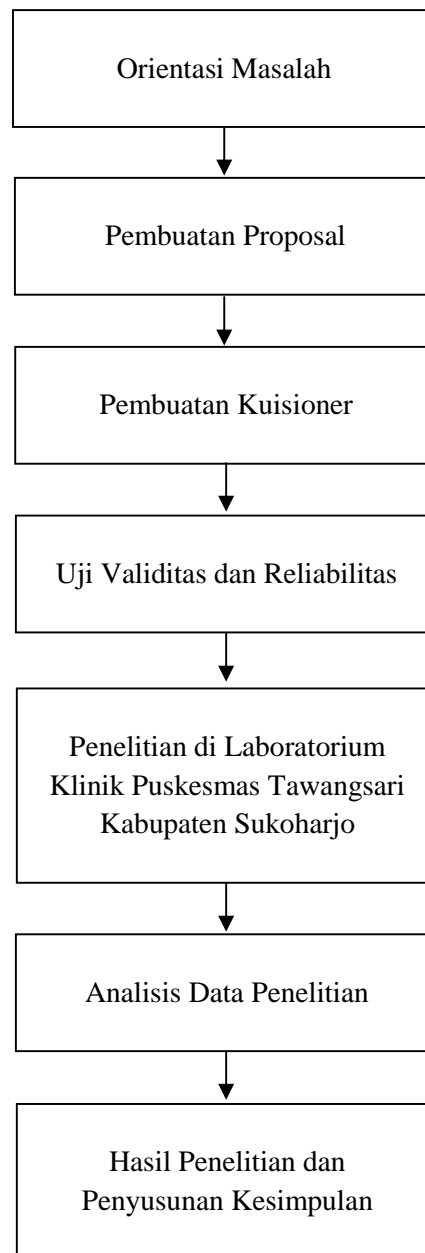 Orientasi Masalah
Pembuatan Proposal
Pembuatan Kuisioner
Uji Validitas dan Reliabilitas
Penelitian di Laboratorium
Klinik Puskesmas Tawangsari
Kabupaten Sukoharjo
Analisis Data Penelitian
Hasil Penelitian dan
Penyusunan Kesimpulan